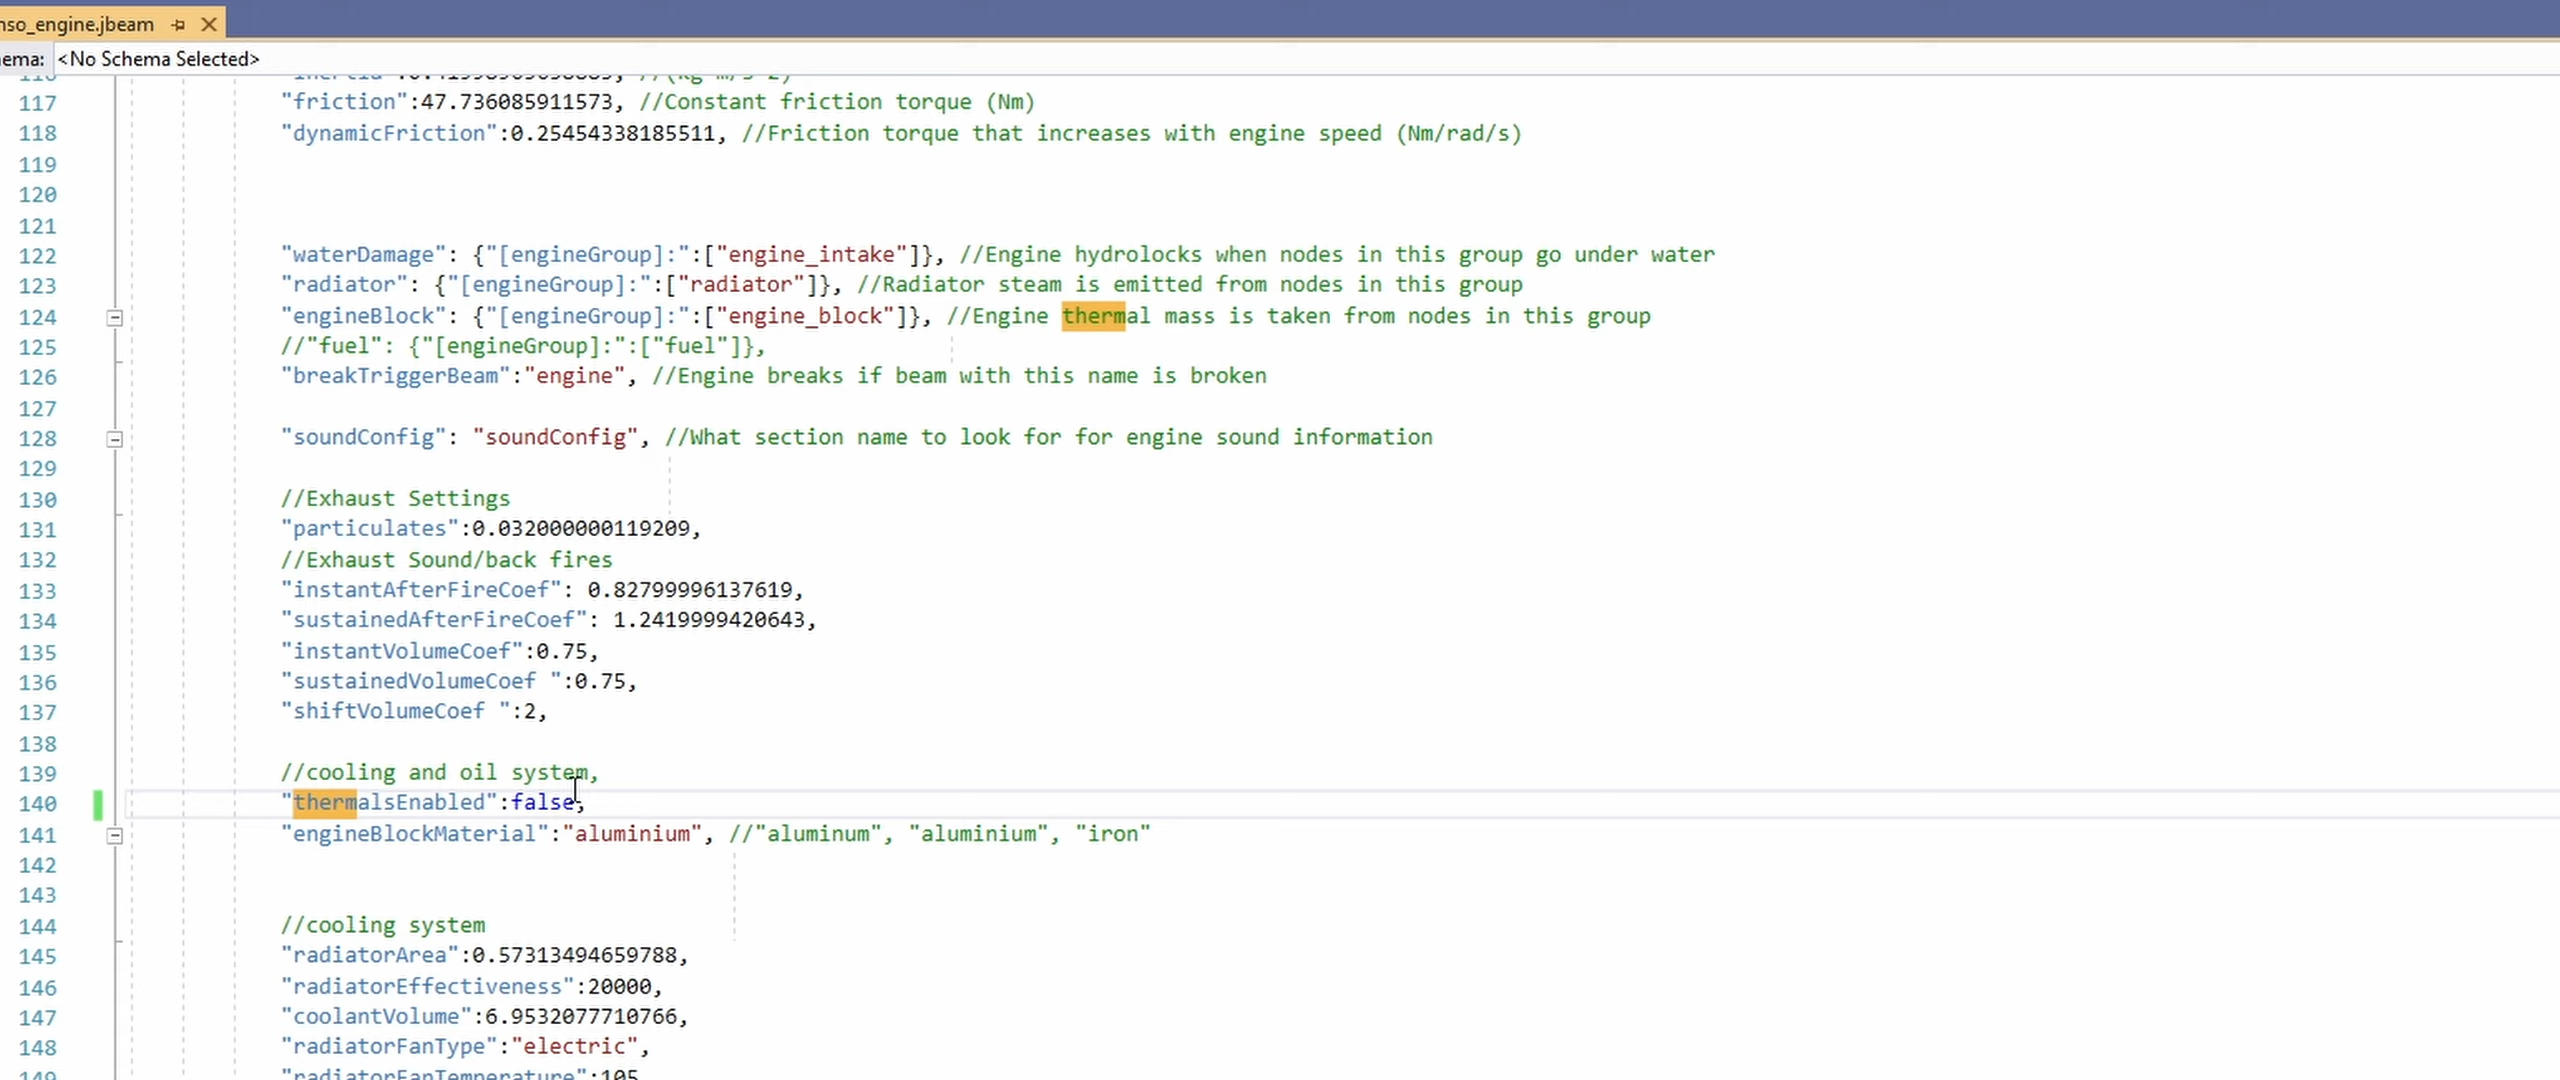 nso_engine.jbeam
ema: <No Schema Selected>
117 "friction":47.736085911573, //Constant friction torque (Nm)
118 "dynamicFriction":0.25454338185511, //Friction torque that increases with engine speed (Nm/rad/s)
119
120
121
122 "waterDamage": {"[engineGroup]:":["engine_intake"]}, //Engine hydrolocks when nodes in this group go under water
123 "radiator": {"[engineGroup]:":["radiator"]}, //Radiator steam is emitted from nodes in this group
124 "engineBlock": {"[engineGroup]:":["engine_block"]}, //Engine thermal mass is taken from nodes in this group
125 //"fuel": {"[engineGroup]:":["fuel"]},
126 "breakTriggerBeam":"engine", //Engine breaks if beam with this name is broken
127
128 "soundConfig": "soundConfig", //What section name to look for for engine sound information
129
130 //Exhaust Settings
131 "particulates":0.032000000119209,
132 //Exhaust Sound/back fires
133 "instantAfterFireCoef": 0.82799996137619,
134 "sustainedAfterFireCoef": 1.2419999420643,
135 "instantVolumeCoef":0.75,
136 "sustainedVolumeCoef ":0.75,
137 "shiftVolumeCoef ":2,
138
139 //cooling and oil system,
140 "thermalsEnabled":false,
141 "engineBlockMaterial":"aluminium", //"aluminum", "aluminium", "iron"
142
143
144 //cooling system
145 "radiatorArea":0.57313494659788,
146 "radiatorEffectiveness":20000,
147 "coolantVolume":6.9532077710766,
148 "radiatorFanType":"electric",
149 "radiatorFanTemperature":105,